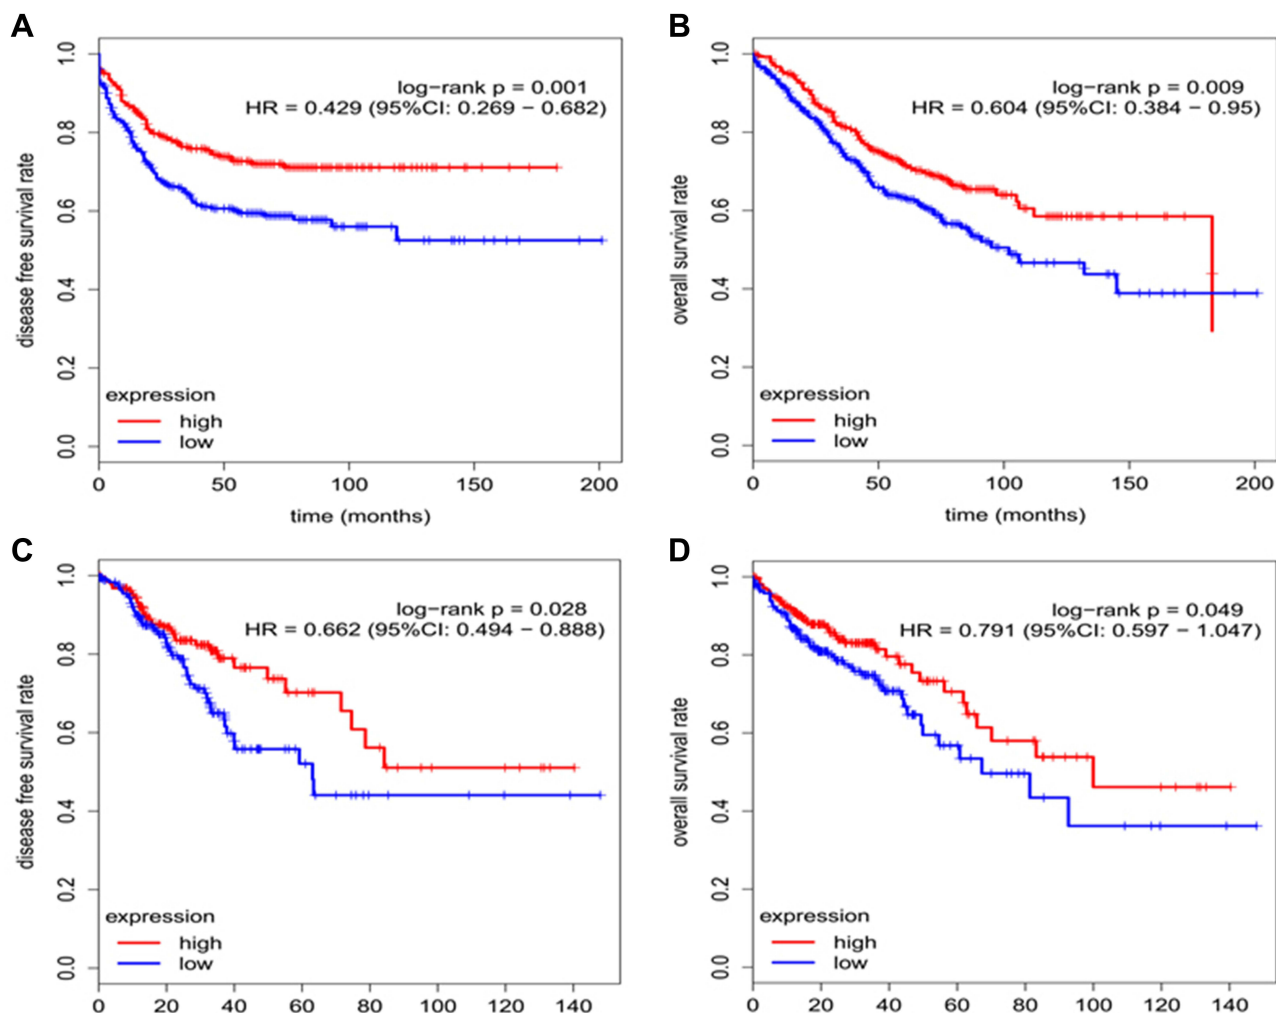 A
disease free survival rate
1.0
0.8
0.6
0.4
0.2
0.0
log−rank p = 0.001
HR = 0.429 (95%CI: 0.269 − 0.682)
expression
high
low
0 50 100 150 200
time (months)
B
overall survival rate
1.0
0.8
0.6
0.4
0.2
0.0
log−rank p = 0.009
HR = 0.604 (95%CI: 0.384 − 0.95)
expression
high
low
0 50 100 150 200
time (months)
C
disease free survival rate
1.0
0.8
0.6
0.4
0.2
0.0
log−rank p = 0.028
HR = 0.662 (95%CI: 0.494 − 0.888)
expression
high
low
0 20 40 60 80 100 120 140
D
overall survival rate
1.0
0.8
0.6
0.4
0.2
0.0
log−rank p = 0.049
HR = 0.791 (95%CI: 0.597 − 1.047)
expression
high
low
0 20 40 60 80 100 120 140